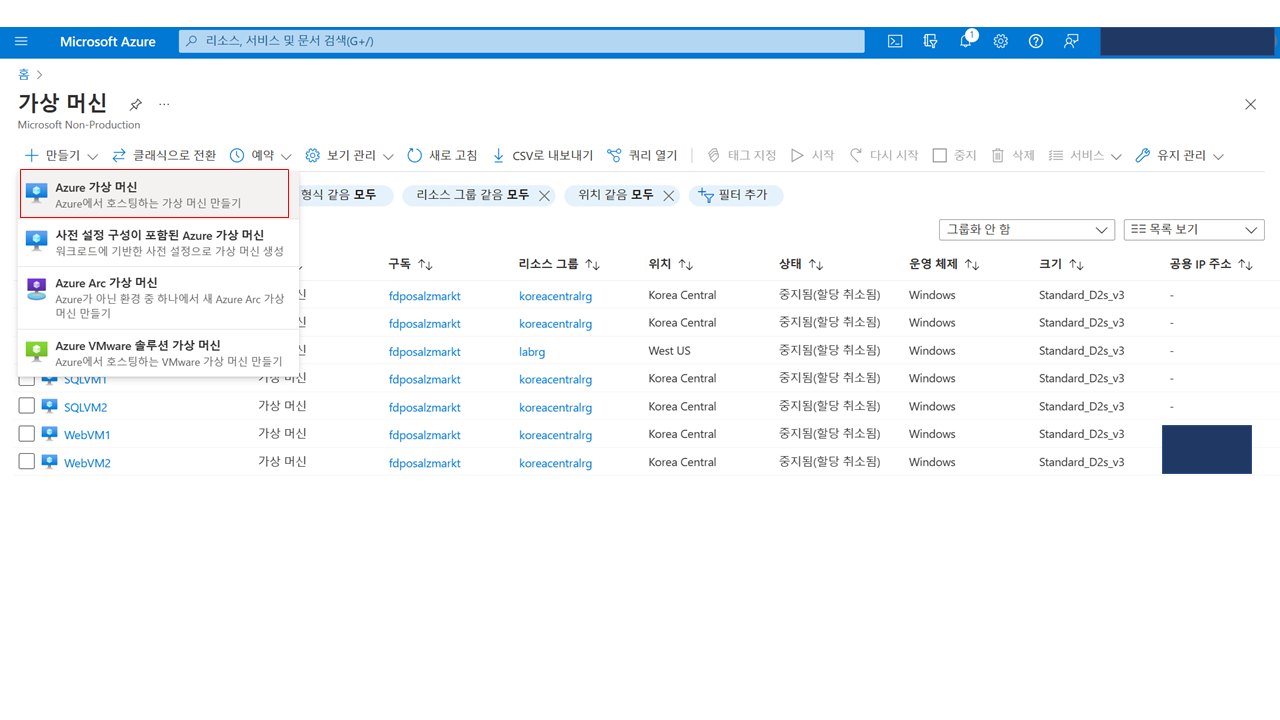 Microsoft Azure
리소스, 서비스 및 문서 검색(G+/)
1
홈
가상 머신
Microsoft Non-Production
만들기 클래식으로 전환 예약 보기 관리 새로 고침 CSV로 내보내기 쿼리 열기 태그 지정 시작 다시 시작 중지 삭제 서비스 유지 관리
Azure 가상 머신
Azure에서 호스팅하는 가상 머신 만들기
사전 설정 구성이 포함된 Azure 가상 머신
워크로드에 기반한 사전 설정으로 가상 머신 생성
Azure Arc 가상 머신
Azure가 아닌 환경 중 하나에서 새 Azure Arc 가상
머신 만들기
Azure VMware 솔루션 가상 머신
Azure에서 호스팅하는 VMware 가상 머신 만들기
형식 같음 모두 리소스 그룹 같음 모두 위치 같음 모두 필터 추가
그룹화 안 함 목록 보기
구독 리소스 그룹 위치 상태 운영 체제 크기 공용 IP 주소
신 fdposalzmarkt koreacentralrg Korea Central 중지됨(할당 취소됨) Windows Standard_D2s_v3 -
신 fdposalzmarkt koreacentralrg Korea Central 중지됨(할당 취소됨) Windows Standard_D2s_v3 -
신 fdposalzmarkt labrg West US 중지됨(할당 취소됨) Windows Standard_D2s_v3 -
SQLVM1 가상 머신 fdposalzmarkt koreacentralrg Korea Central 중지됨(할당 취소됨) Windows Standard_D2s_v3 -
SQLVM2 가상 머신 fdposalzmarkt koreacentralrg Korea Central 중지됨(할당 취소됨) Windows Standard_D2s_v3 -
WebVM1 가상 머신 fdposalzmarkt koreacentralrg Korea Central 중지됨(할당 취소됨) Windows Standard_D2s_v3
WebVM2 가상 머신 fdposalzmarkt koreacentralrg Korea Central 중지됨(할당 취소됨) Windows Standard_D2s_v3